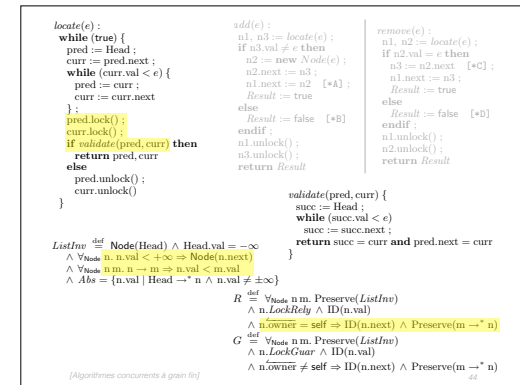 locate(e) :
while (true) {
pred := Head ;
curr := pred.next ;
while (curr.val < e) {
pred := curr ;
curr := curr.next
} ;
pred.lock() ;
curr.lock() ;
if validate(pred,curr) then
return pred,curr
else
pred.unlock() ;
curr.unlock()
}
add(e) :
n1, n3 := locate(e) ;
if n3.val ≠ e then
n2 := new Node(e) ;
n2.next := n3 ;
n1.next := n2 [*A] ;
Result := true
else
Result := false [*B]
endif ;
n1.unlock() ;
n3.unlock() ;
return Result
remove(e) :
n1, n2 := locate(e) ;
if n2.val = e then
n3 := n2.next [*C] ;
n1.next := n3 ;
Result := true
else
Result := false [*D]
endif ;
n1.unlock() ;
n2.unlock() ;
return Result
validate(pred,curr) {
succ := Head ;
while (succ.val < e)
succ := succ.next ;
return succ = curr and pred.next = curr
}
ListInv def= Node(Head) ∧ Head.val = −∞
∧ ∀Node n. n.val < +∞ ⇒ Node(n.next)
∧ ∀Node n m. n → m ⇒ n.val < m.val
∧ Abs = {n.val | Head →* n ∧ n.val ≠ ±∞}
R def= ∀Node n m. Preserve(ListInv)
∧ n.LockRely ∧ ID(n.val)
∧ n.owner = self ⇒ ID(n.next) ∧ Preserve(m →* n)
G def= ∀Node n m. Preserve(ListInv)
∧ n.LockGuar ∧ ID(n.val)
∧ n.owner ≠ self ⇒ ID(n.next) ∧ Preserve(m →* n)
[Algorithmes concurrents à grain fin]
44